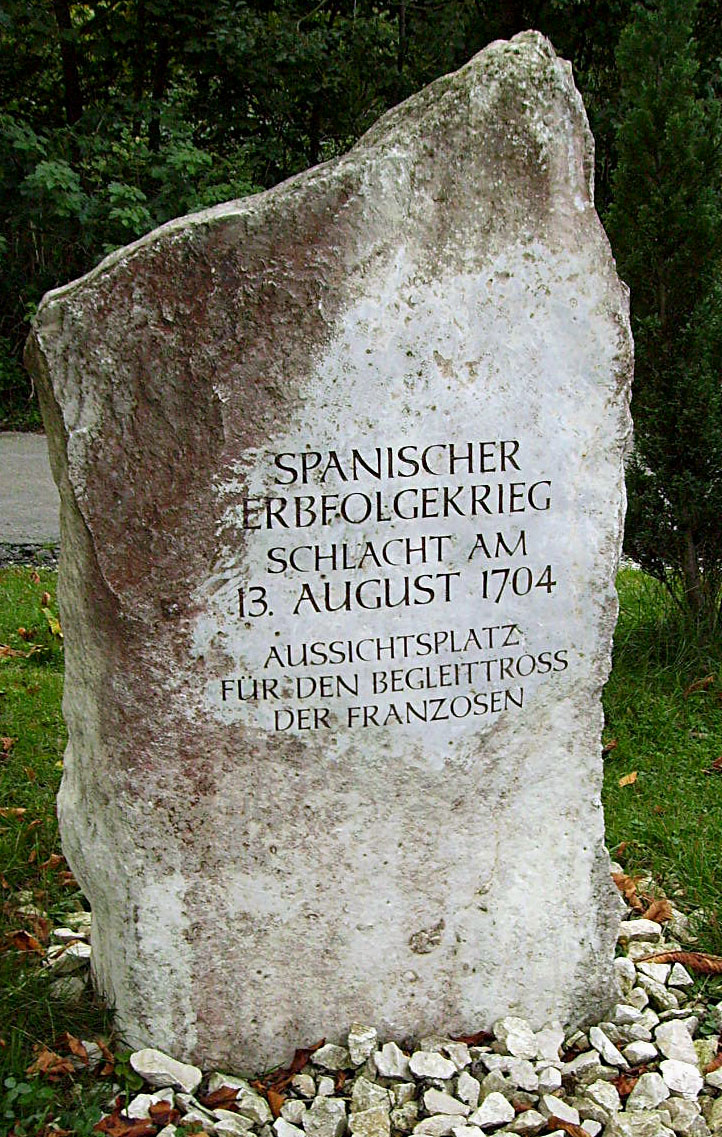 SPANISCHER
ERBFOLGEKRIEG
SCHLACHT AM
13. AUGUST 1704
AUSSICHTSPLATZ
FÜR DEN BEGLEITTROSS
DER FRANZOSEN